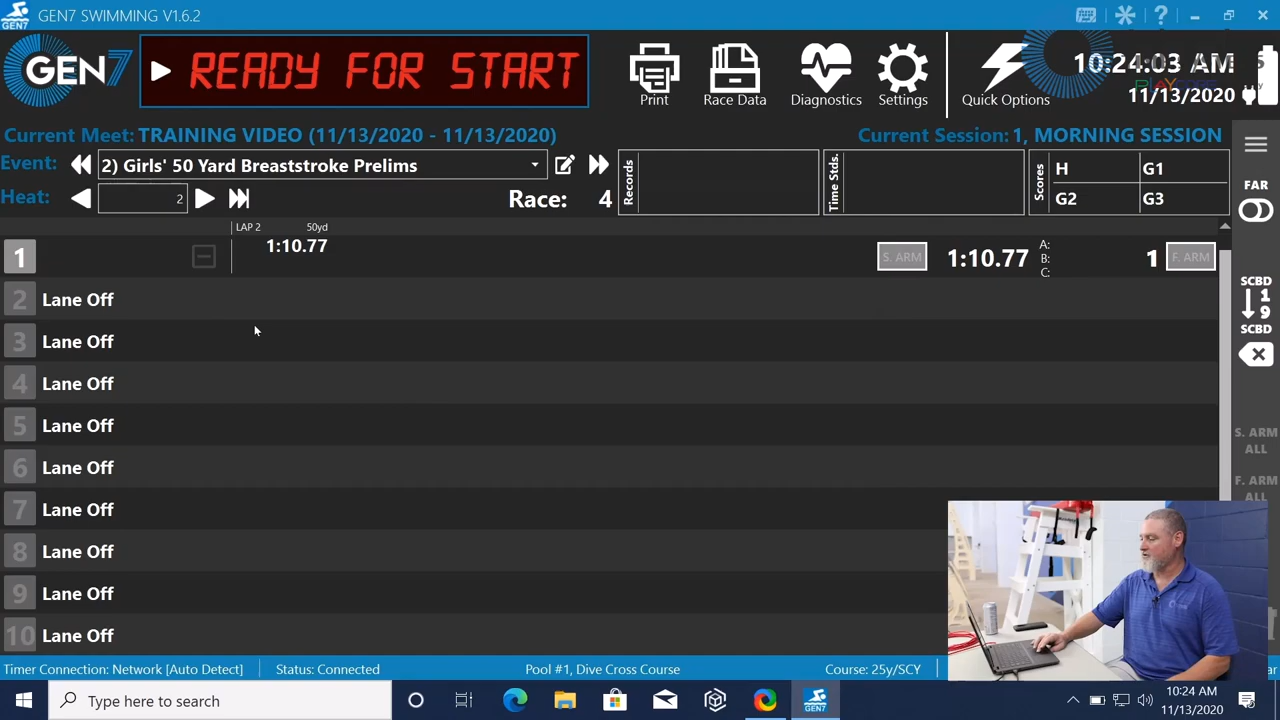 GEN7 SWIMMING V1.6.2
GEN7
READY FOR START
Print
Race Data
Diagnostics
Settings
Quick Options
10:24:03 AM
11/13/2020
Current Meet: TRAINING VIDEO (11/13/2020 - 11/13/2020)
Current Session: 1, MORNING SESSION
Event:
2) Girls' 50 Yard Breaststroke Prelims
Heat:
2
Race: 4
Records
Time Stds.
Scores
H
G1
G2
G3
FAR
LAP 2
50yd
1
1:10.77
S. ARM
1:10.77
A:
B:
C:
1
F. ARM
2 Lane Off
3 Lane Off
4 Lane Off
5 Lane Off
6 Lane Off
7 Lane Off
8 Lane Off
9 Lane Off
10 Lane Off
SCBD
1
9
SCBD
S. ARM
ALL
F. ARM
ALL
Timer Connection: Network [Auto Detect]
Status: Connected
Pool #1, Dive Cross Course
Course: 25y/SCY
Type here to search
GEN7
10:24 AM
11/13/2020